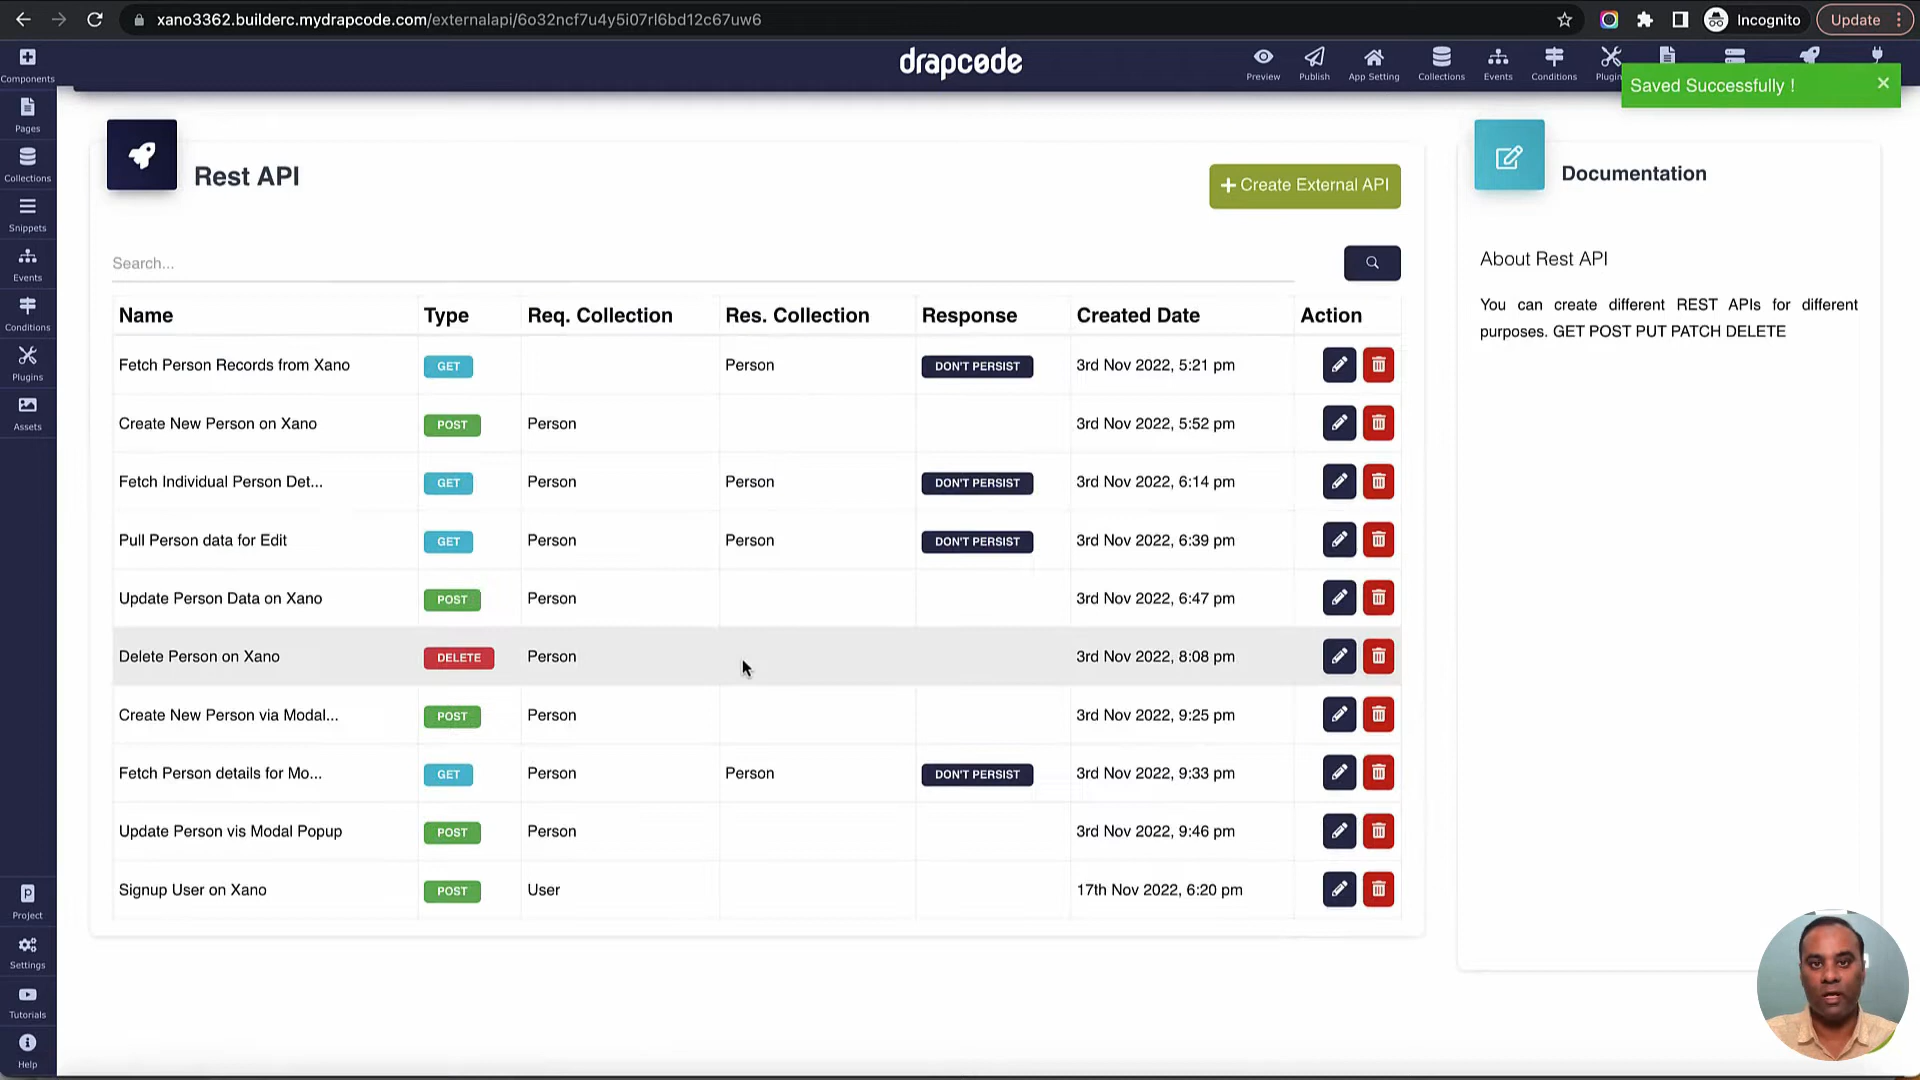 xano3362.builderc.mydrapcode.com/externalapi/6o32ncf7u4y5i07rl6bd12c67uw6
Incognito
Update
Components
drapcode
Preview
Publish
App Setting
Collections
Events
Conditions
Saved Successfully !
Pages
Collections
Snippets
Events
Conditions
Plugins
Assets
Project
Settings
Tutorials
Help
Rest API
Create External API
Search...
Name Type Req. Collection Res. Collection Response Created Date Action
Fetch Person Records from Xano GET Person DON'T PERSIST 3rd Nov 2022, 5:21 pm
Create New Person on Xano POST Person 3rd Nov 2022, 5:52 pm
Fetch Individual Person Det... GET Person Person DON'T PERSIST 3rd Nov 2022, 6:14 pm
Pull Person data for Edit GET Person Person DON'T PERSIST 3rd Nov 2022, 6:39 pm
Update Person Data on Xano POST Person 3rd Nov 2022, 6:47 pm
Delete Person on Xano DELETE Person 3rd Nov 2022, 8:08 pm
Create New Person via Modal... POST Person 3rd Nov 2022, 9:25 pm
Fetch Person details for Mo... GET Person Person DON'T PERSIST 3rd Nov 2022, 9:33 pm
Update Person vis Modal Popup POST Person 3rd Nov 2022, 9:46 pm
Signup User on Xano POST User 17th Nov 2022, 6:20 pm
Documentation
About Rest API
You can create different REST APIs for different
purposes. GET POST PUT PATCH DELETE